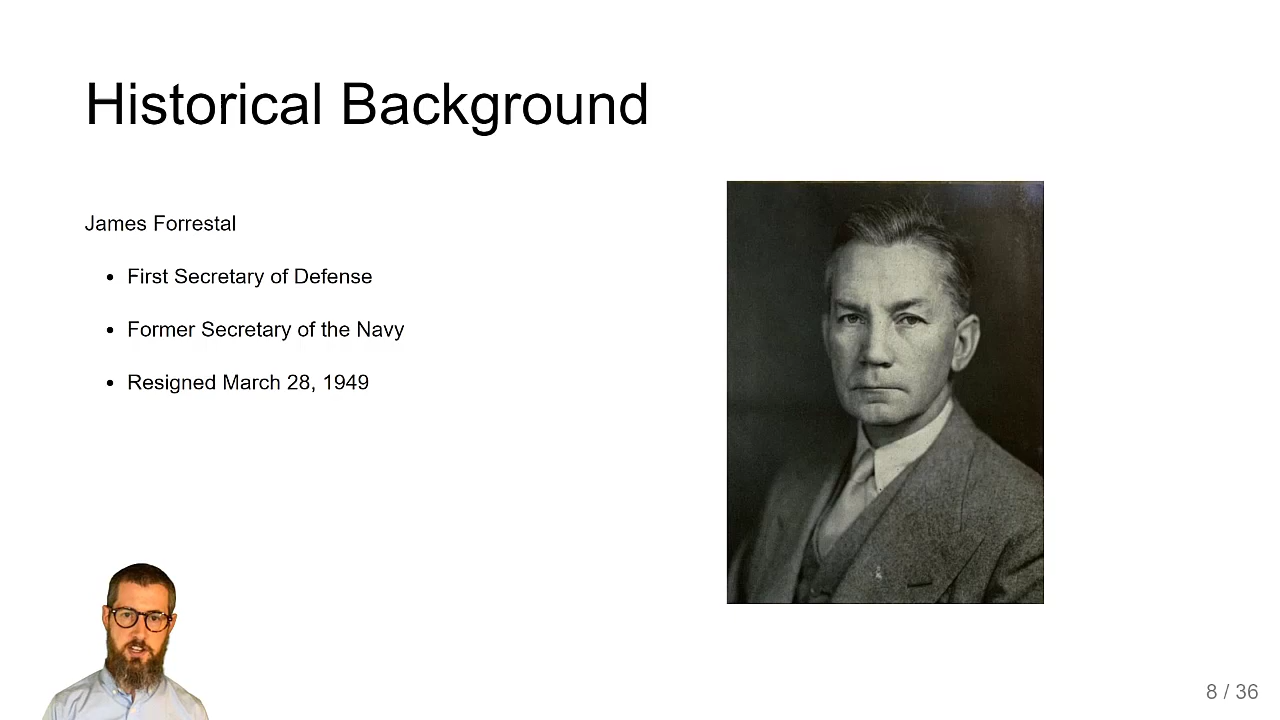 Historical Background
James Forrestal
• First Secretary of Defense
• Former Secretary of the Navy
• Resigned March 28, 1949
8 / 36